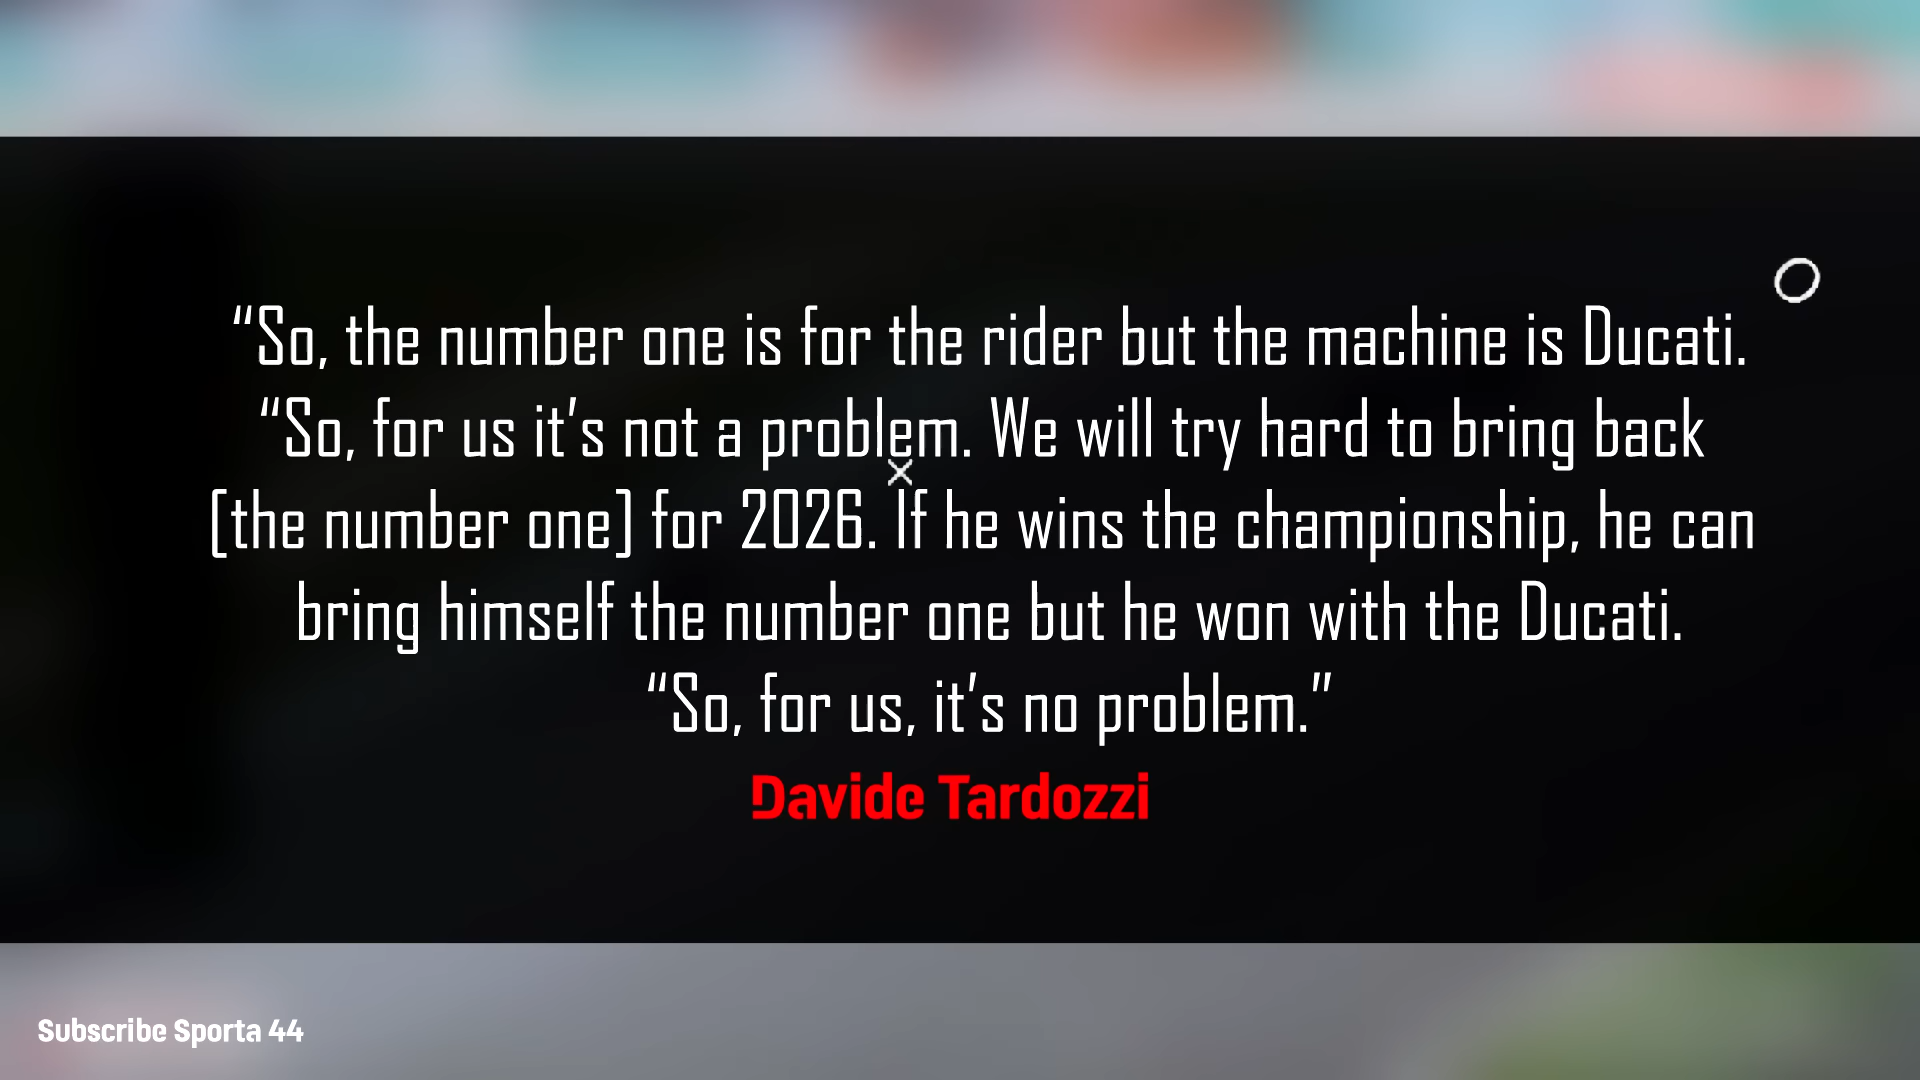 “So, the number one is for the rider but the machine is Ducati.
“So, for us it’s not a problem. We will try hard to bring back
[the number one] for 2026. If he wins the championship, he can
bring himself the number one but he won with the Ducati.
“So, for us, it’s no problem.”
Davide Tardozzi
Subscribe Sporta 44